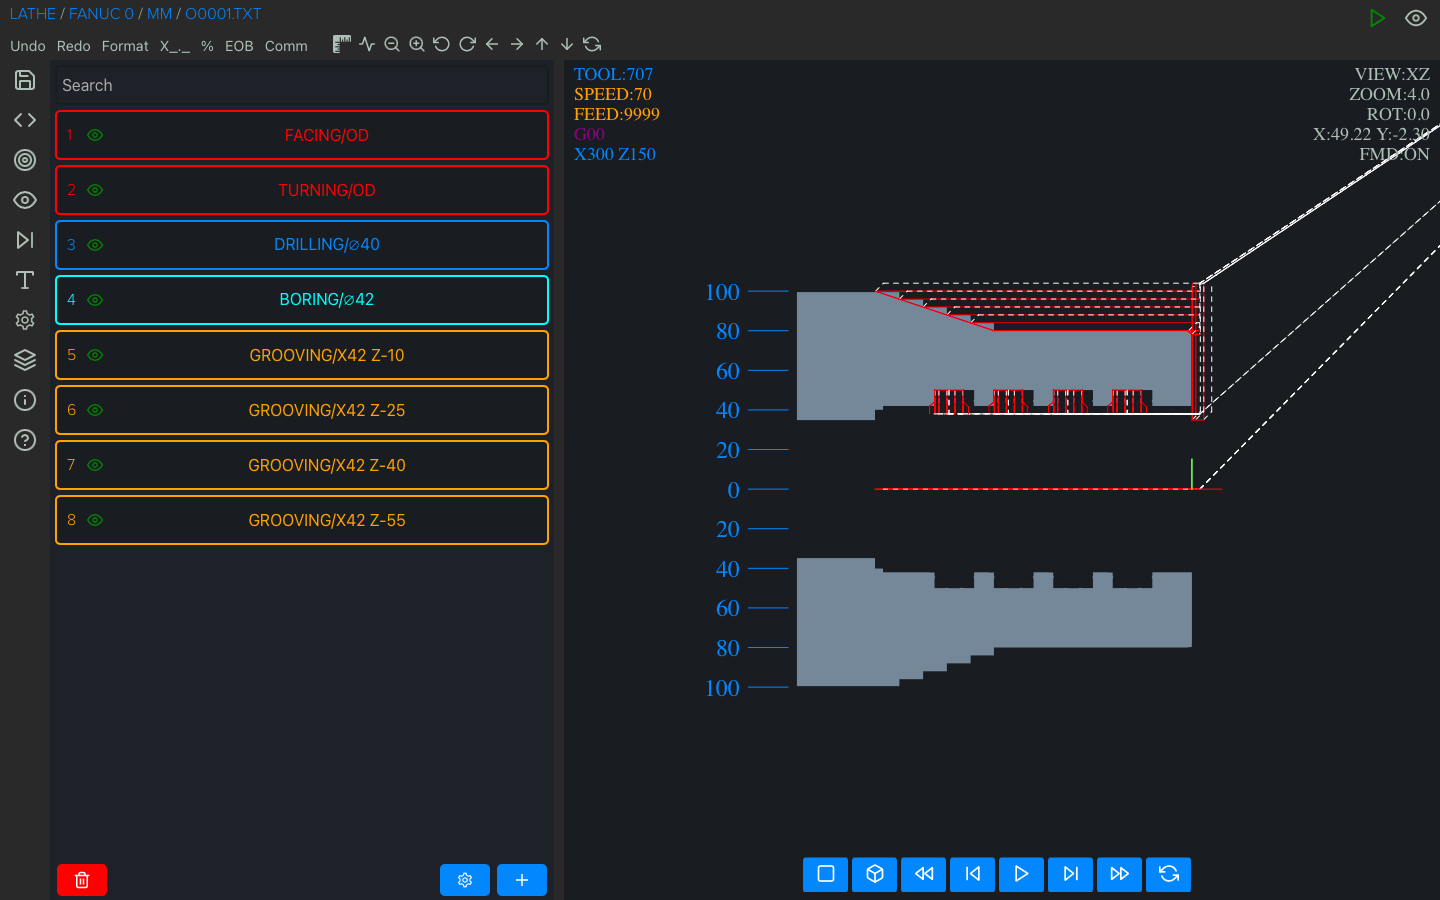 LATHE / FANUC 0 / MM / O0001.TXT
Undo Redo Format X_._ % EOB Comm
Search
1 FACING/OD
2 TURNING/OD
3 DRILLING/⌀40
4 BORING/⌀42
5 GROOVING/X42 Z-10
6 GROOVING/X42 Z-25
7 GROOVING/X42 Z-40
8 GROOVING/X42 Z-55
TOOL:707
SPEED:70
FEED:9999
G00
X300 Z150
VIEW:XZ
ZOOM:4.0
ROT:0.0
X:49.22 Y:-2.30
FMD:ON
100
80
60
40
20
0
20
40
60
80
100